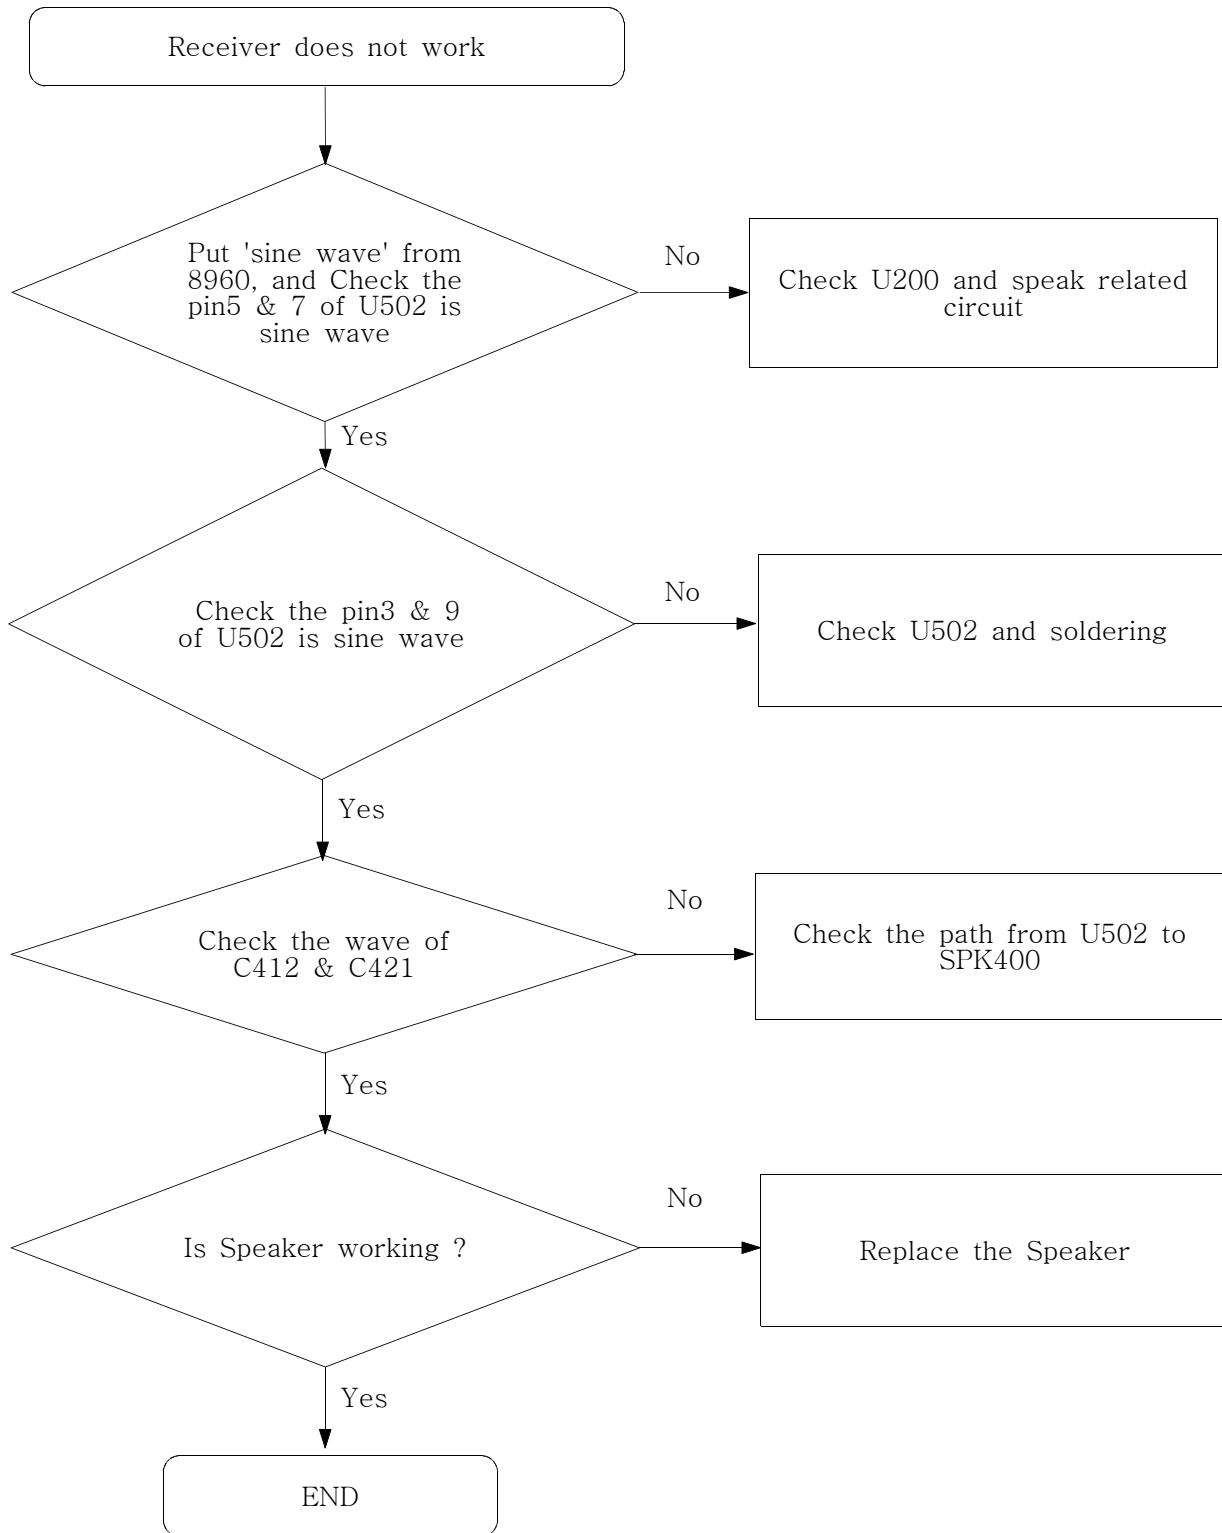 Receiver does not work
Put 'sine wave' from
8960, and Check the
pin5 & 7 of U502 is
sine wave
No
Check U200 and speak related
circuit
Yes
Check the pin3 & 9
of U502 is sine wave
No
Check U502 and soldering
Yes
Check the wave of
C412 & C421
No
Check the path from U502 to
SPK400
Yes
Is Speaker working ?
No
Replace the Speaker
Yes
END